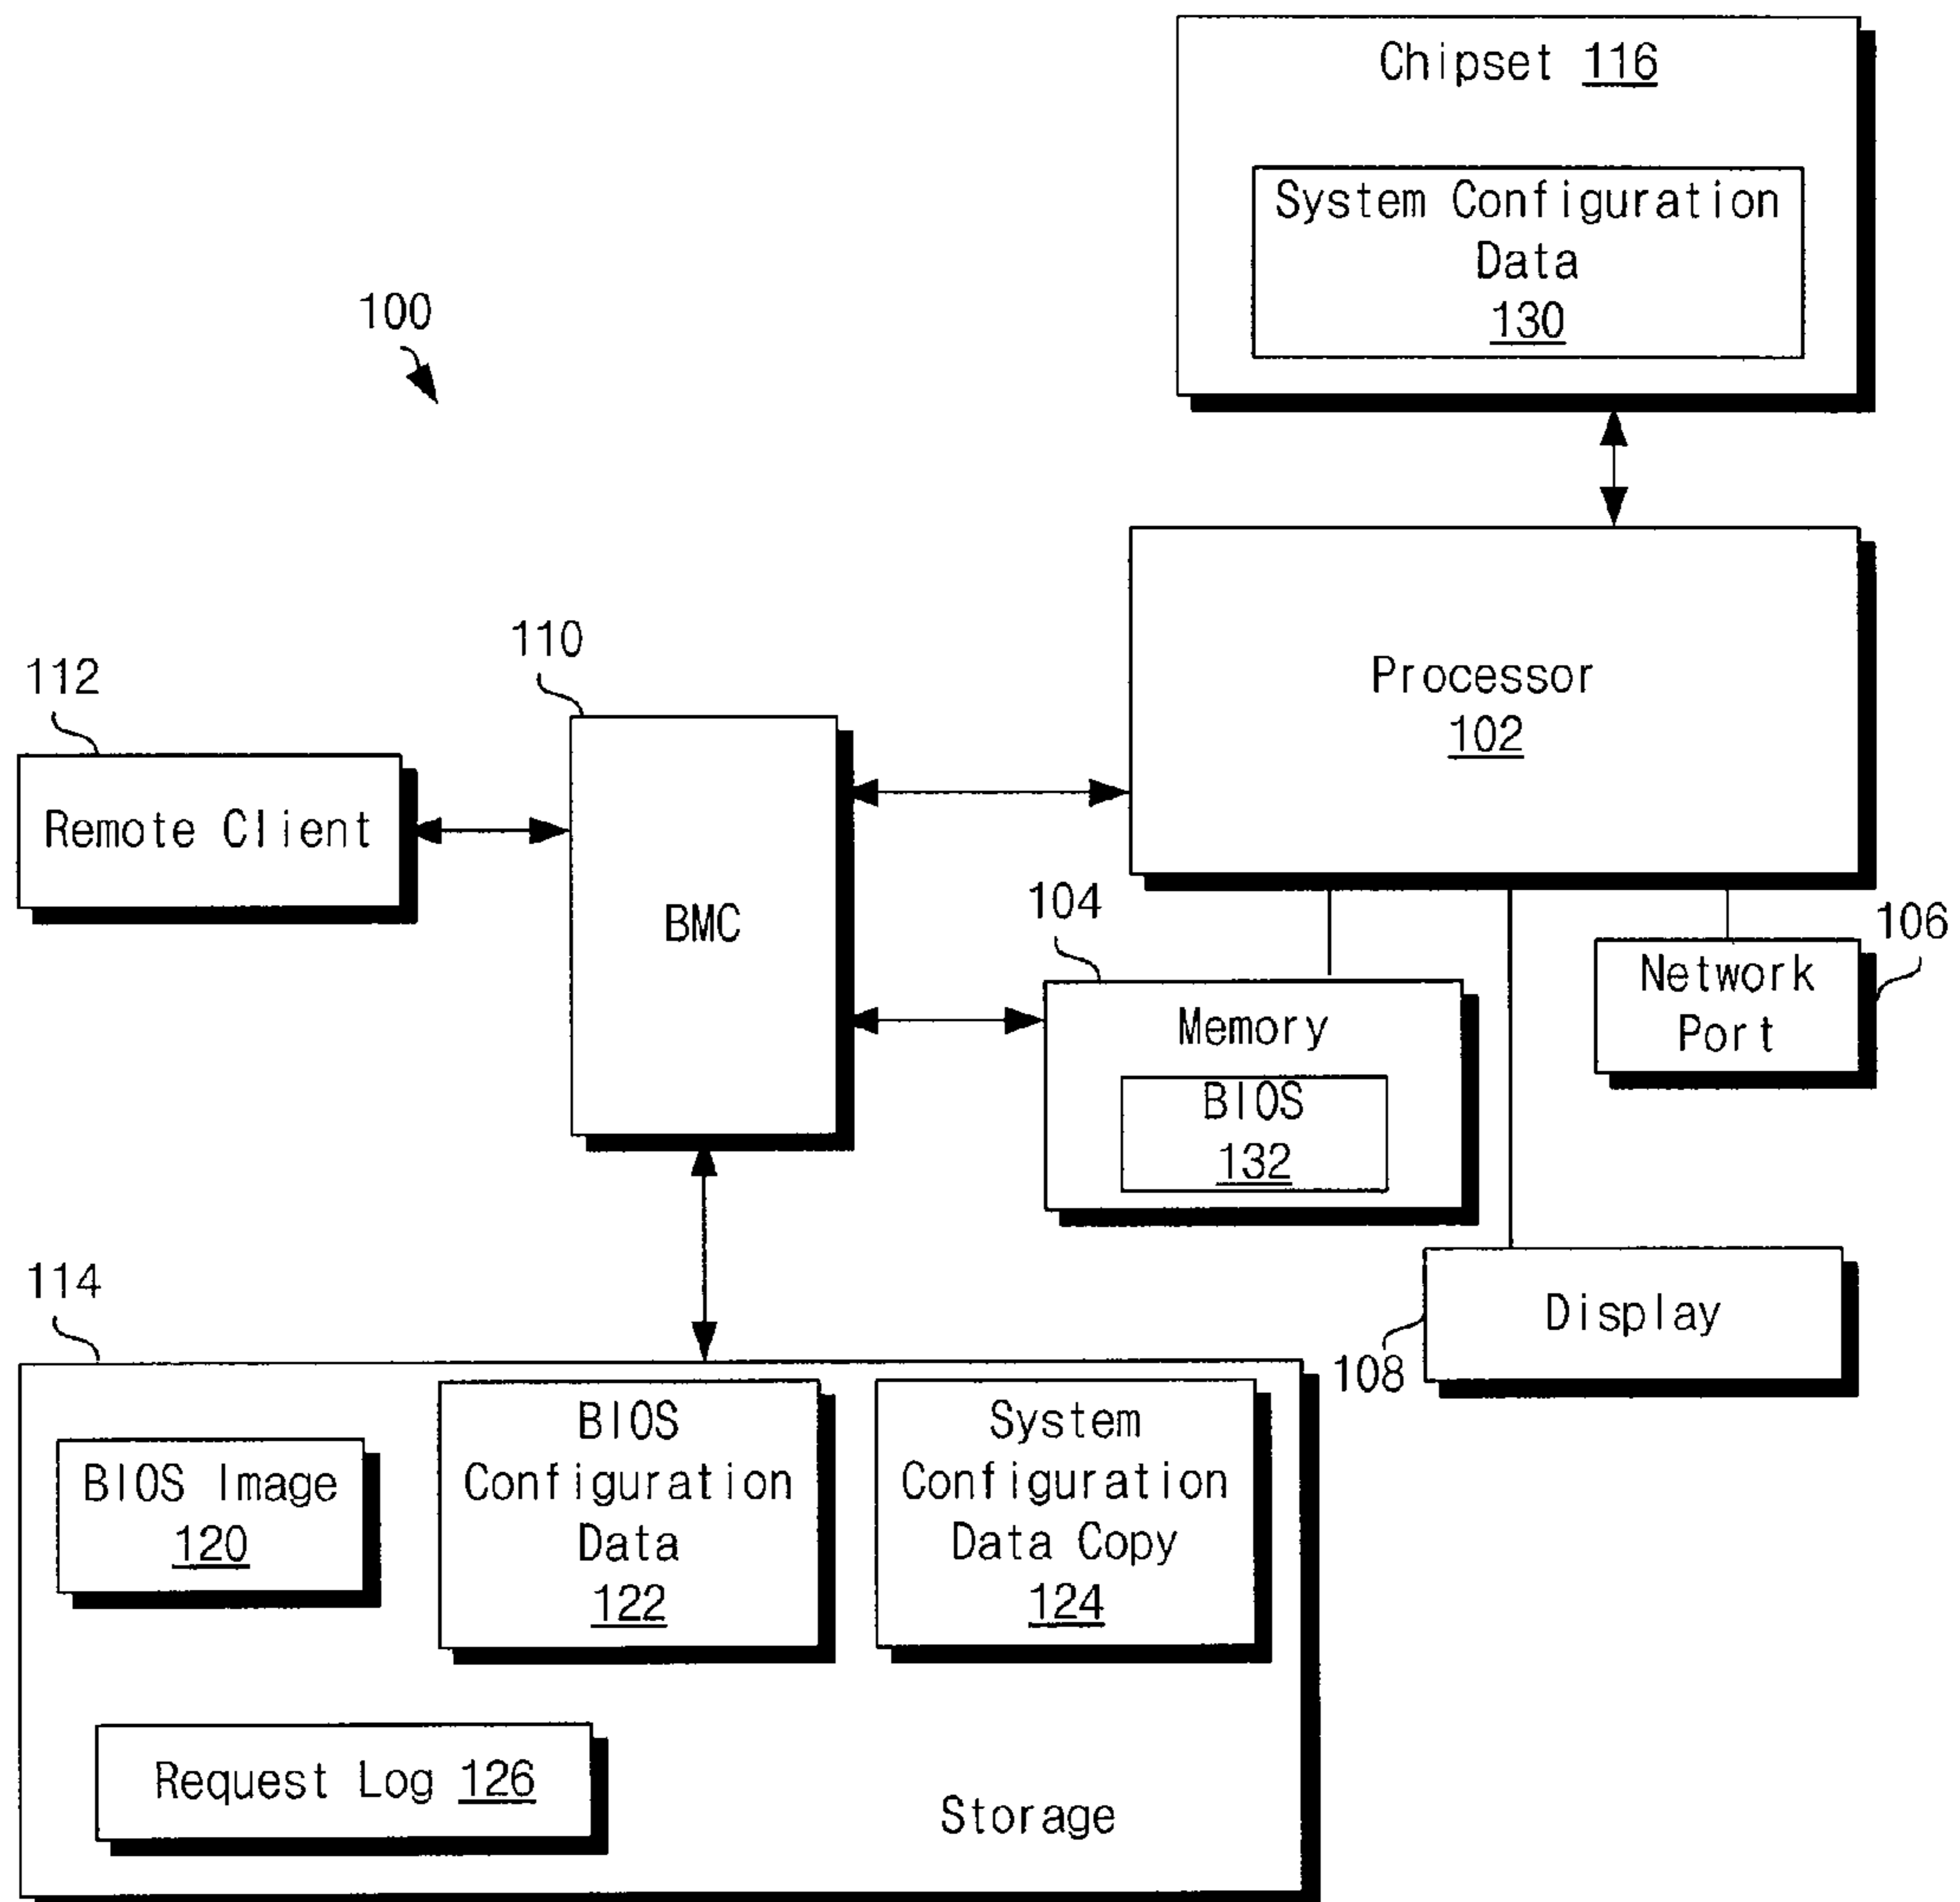 Chipset 116
System Configuration
Data
130
100
110
112
Processor
102
Remote Client
BMC
104
106
Network
Port
Memory
BIOS
132
114
108
Display
BIOS Image
120
BIOS
Configuration
Data
122
System
Configuration
Data Copy
124
Request Log 126
Storage